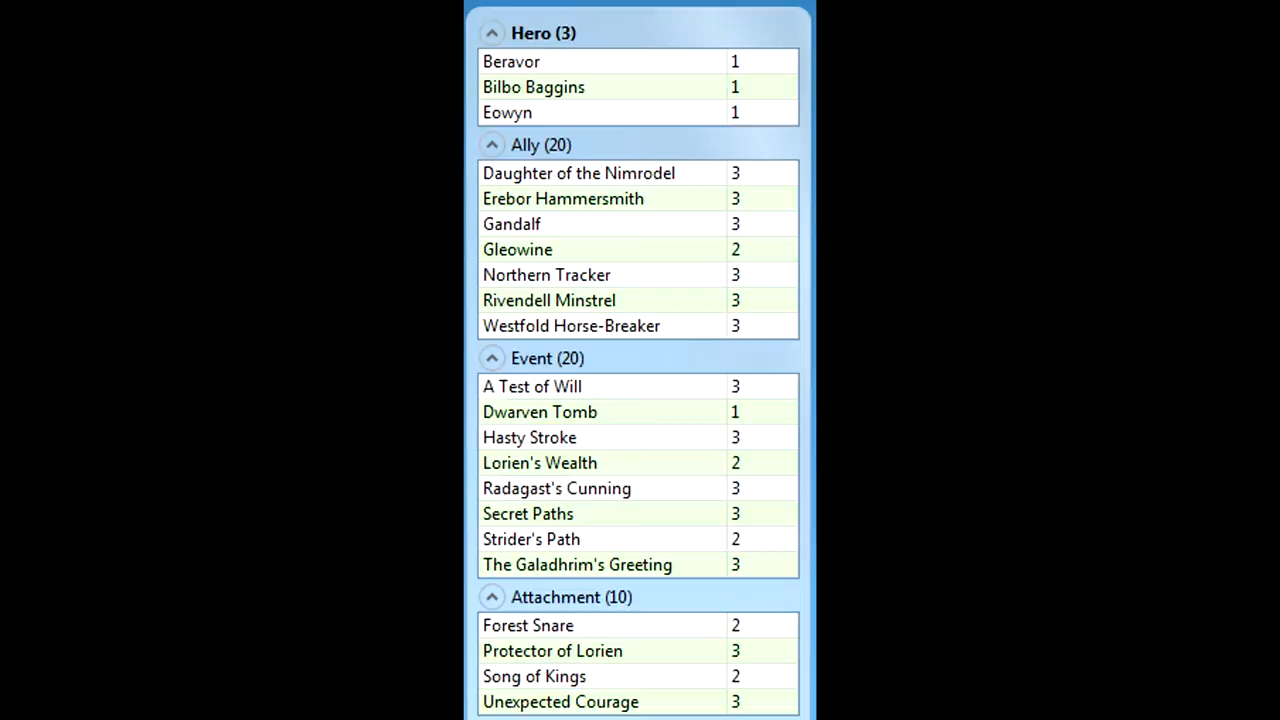 Hero (3)
Beravor 1
Bilbo Baggins 1
Eowyn 1
Ally (20)
Daughter of the Nimrodel 3
Erebor Hammersmith 3
Gandalf 3
Gleowine 2
Northern Tracker 3
Rivendell Minstrel 3
Westfold Horse-Breaker 3
Event (20)
A Test of Will 3
Dwarven Tomb 1
Hasty Stroke 3
Lorien's Wealth 2
Radagast's Cunning 3
Secret Paths 3
Strider's Path 2
The Galadhrim's Greeting 3
Attachment (10)
Forest Snare 2
Protector of Lorien 3
Song of Kings 2
Unexpected Courage 3